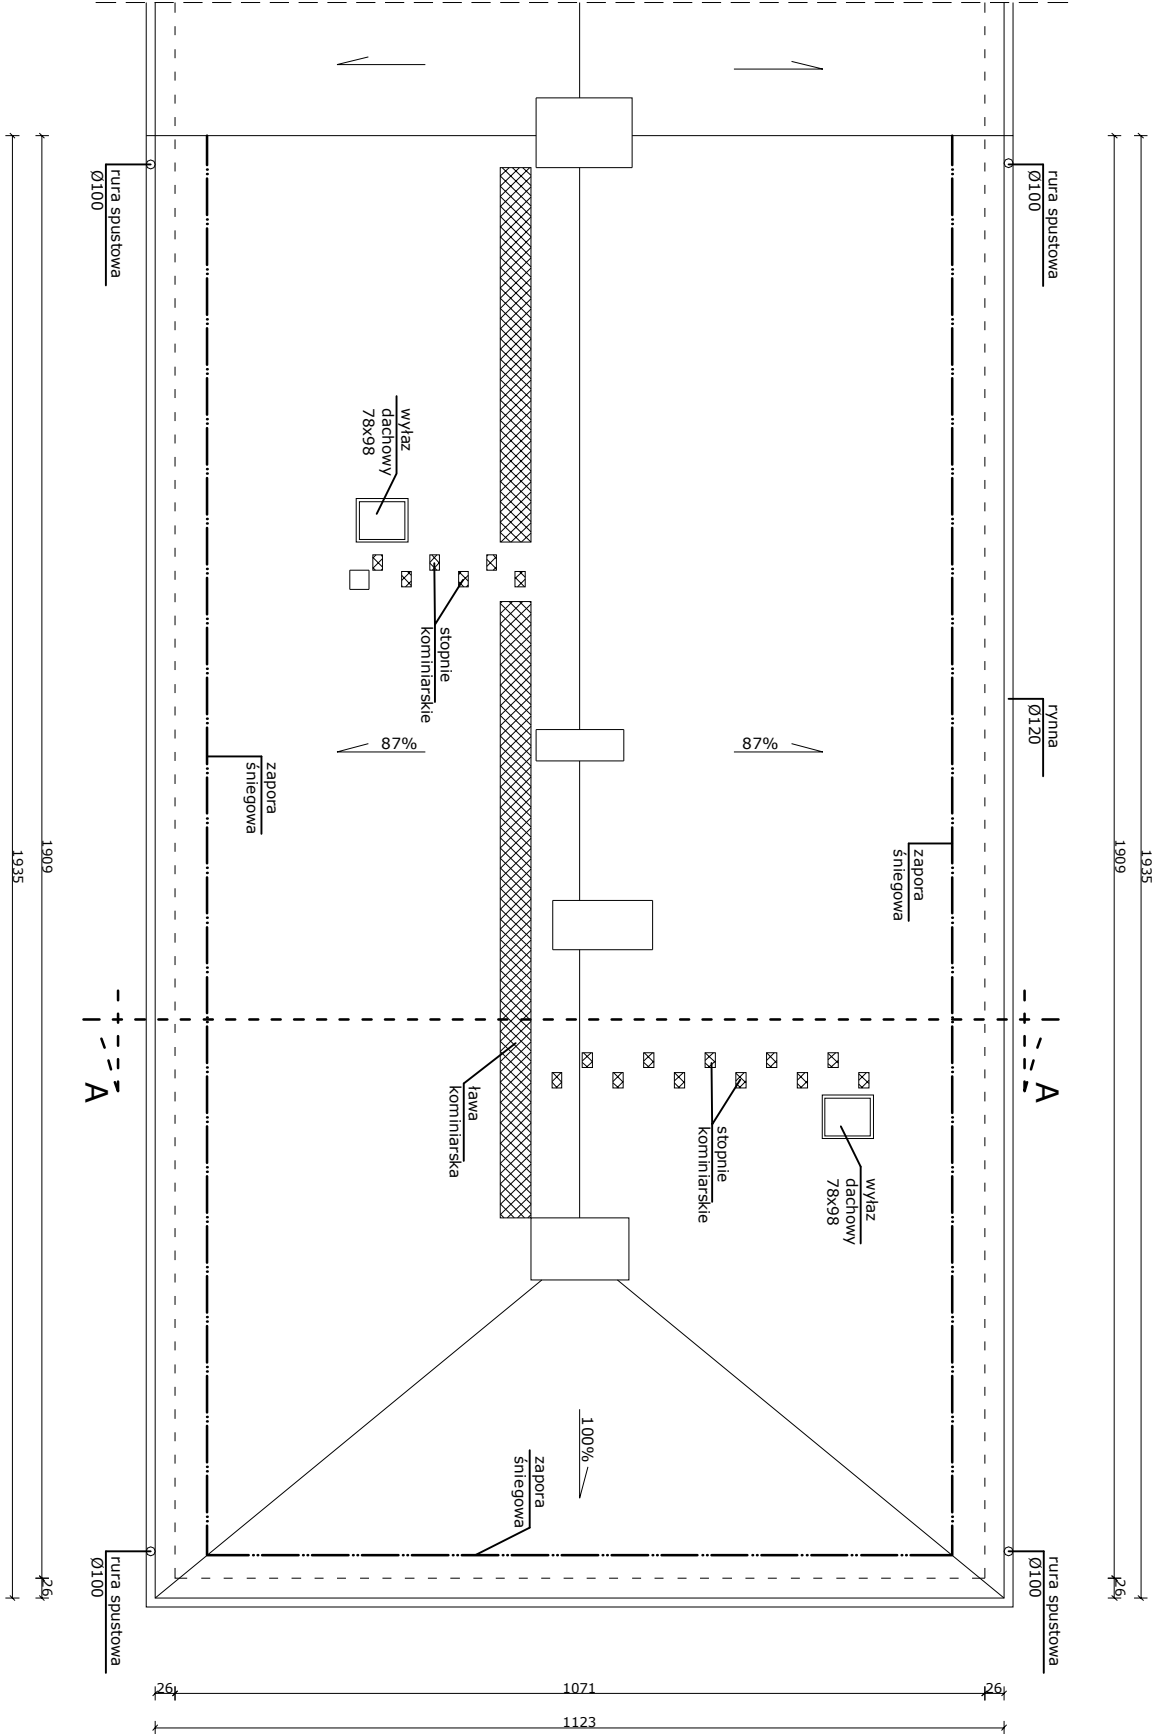 rura spustowa
Ø100
rura spustowa
Ø100
wyłaz
dachowy
78x98
stopnie
kominiarskie
rynna
Ø120
87%
87%
zapora
śniegowa
zapora
śniegowa
1935
1909
1909
1935
A
A
ława
kominiarska
stopnie
kominiarskie
wyłaz
dachowy
78x98
100%
zapora
śniegowa
rura spustowa
Ø100
rura spustowa
Ø100
26
26
26
1071
26
1123